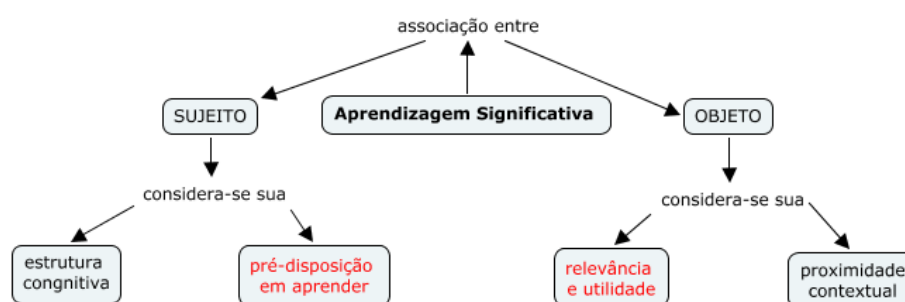 associação entre
SUJEITO
Aprendizagem Significativa
OBJETO
considera-se sua
considera-se sua
estrutura
congnitiva
pré-disposição
em aprender
relevância
e utilidade
proximidade
contextual